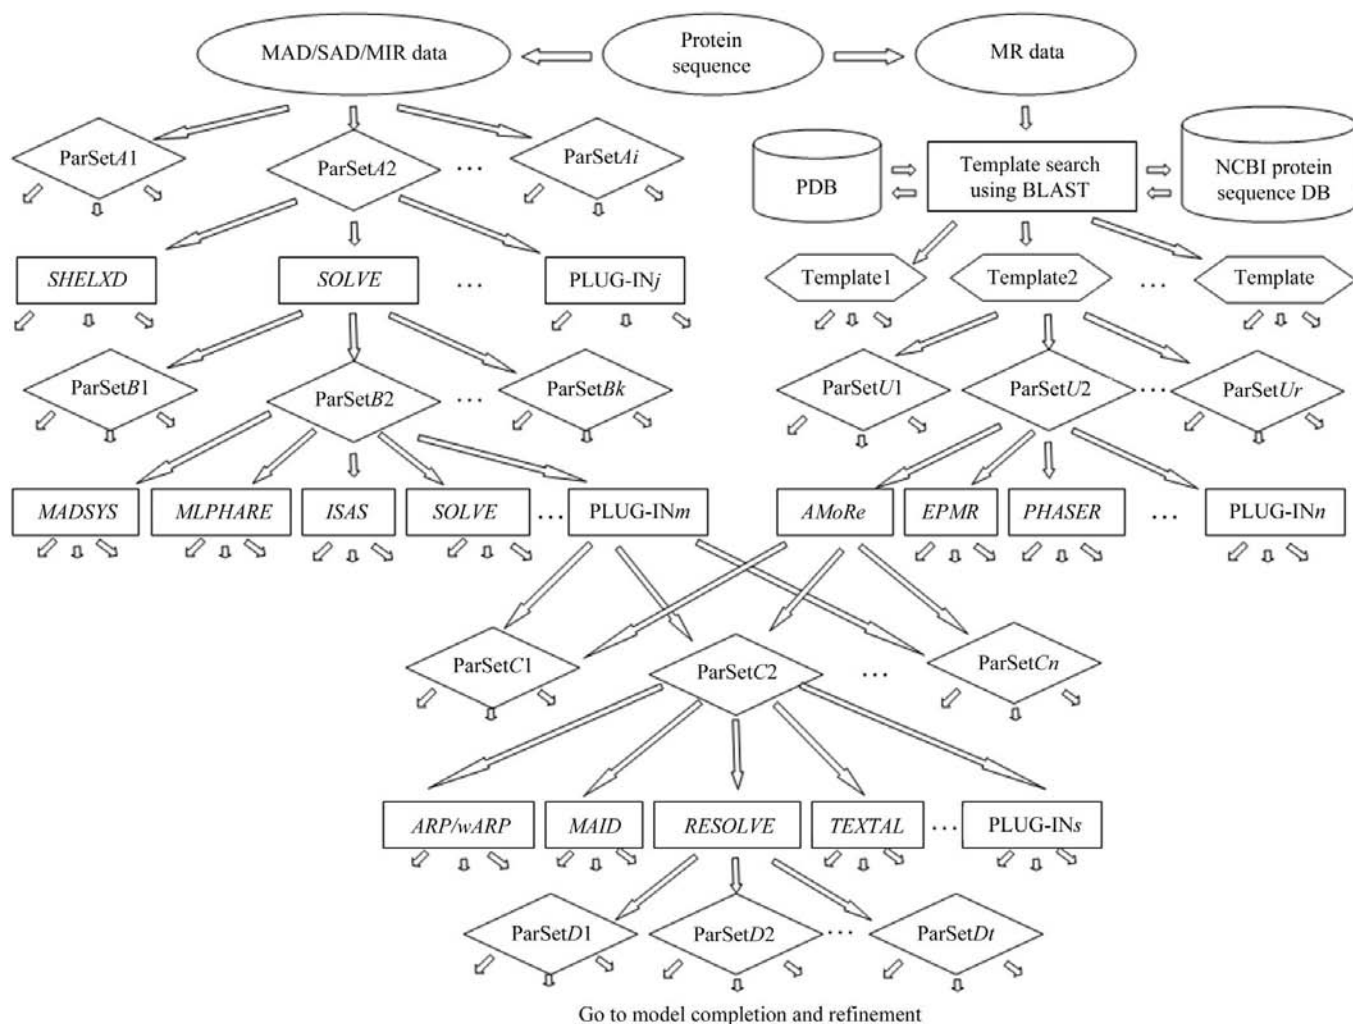 MAD/SAD/MIR data
Protein
sequence
MR data
ParSetA1
ParSetA2
...
ParSetAi
PDB
Template search
using BLAST
NCBI protein
sequence DB
SHELXD
SOLVE
...
PLUG-INj
Template1
Template2
...
Template
ParSetB1
ParSetB2
...
ParSetBk
ParSetU1
ParSetU2
...
ParSetUr
MADSYS
MLPHARE
ISAS
SOLVE
...
PLUG-INm
AMoRe
EPMR
PHASER
...
PLUG-INn
ParSetC1
ParSetC2
...
ParSetCn
ARP/wARP
MAID
RESOLVE
TEXTAL
...
PLUG-INs
ParSetD1
ParSetD2
...
ParSetDt
Go to model completion and refinement